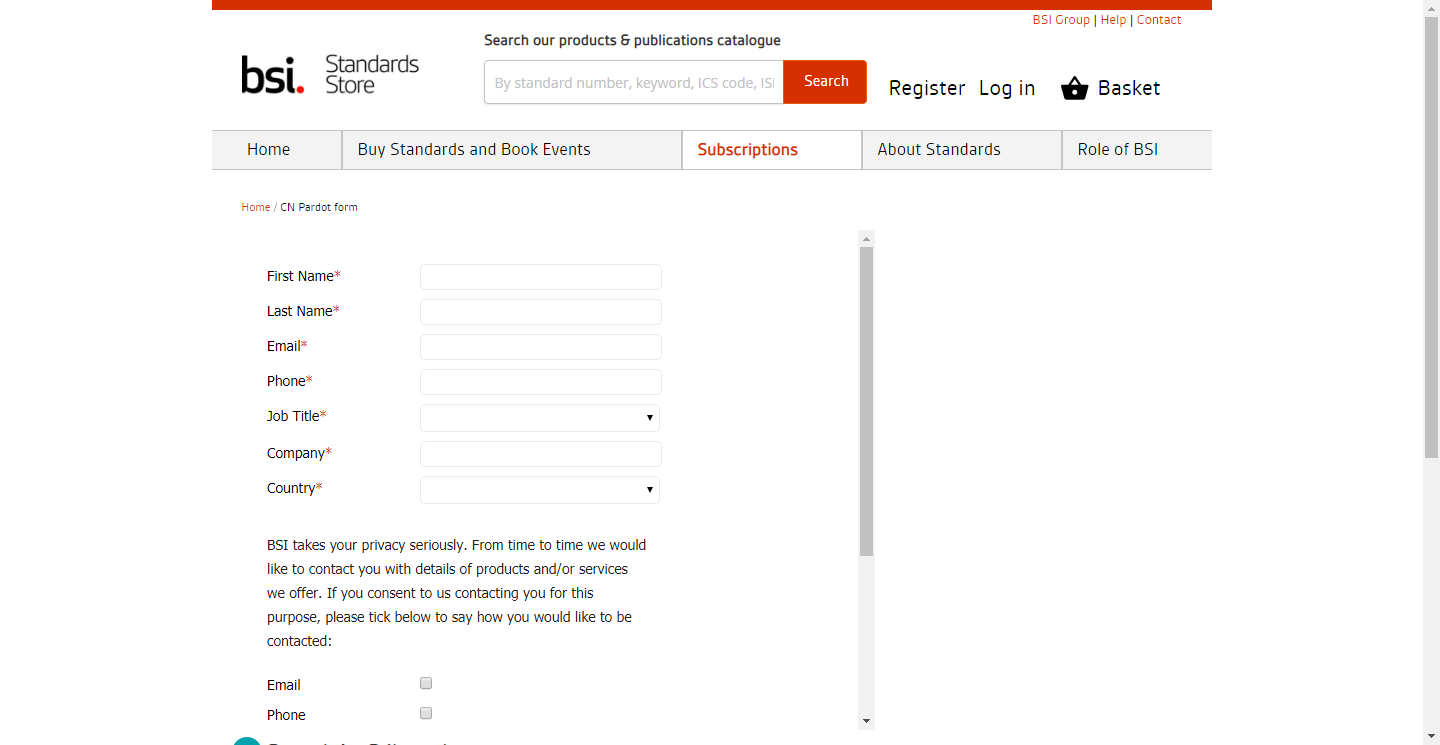 BSI Group | Help | Contact
Search our products & publications catalogue
bsi. Standards Store
By standard number, keyword, ICS code, ISI
Search
Register Log in Basket
Home
Buy Standards and Book Events
Subscriptions
About Standards
Role of BSI
Home / CN Pardot form
First Name*
Last Name*
Email*
Phone*
Job Title*
Company*
Country*
BSI takes your privacy seriously. From time to time we would
like to contact you with details of products and/or services
we offer. If you consent to us contacting you for this
purpose, please tick below to say how you would like to be
contacted:
Email
Phone